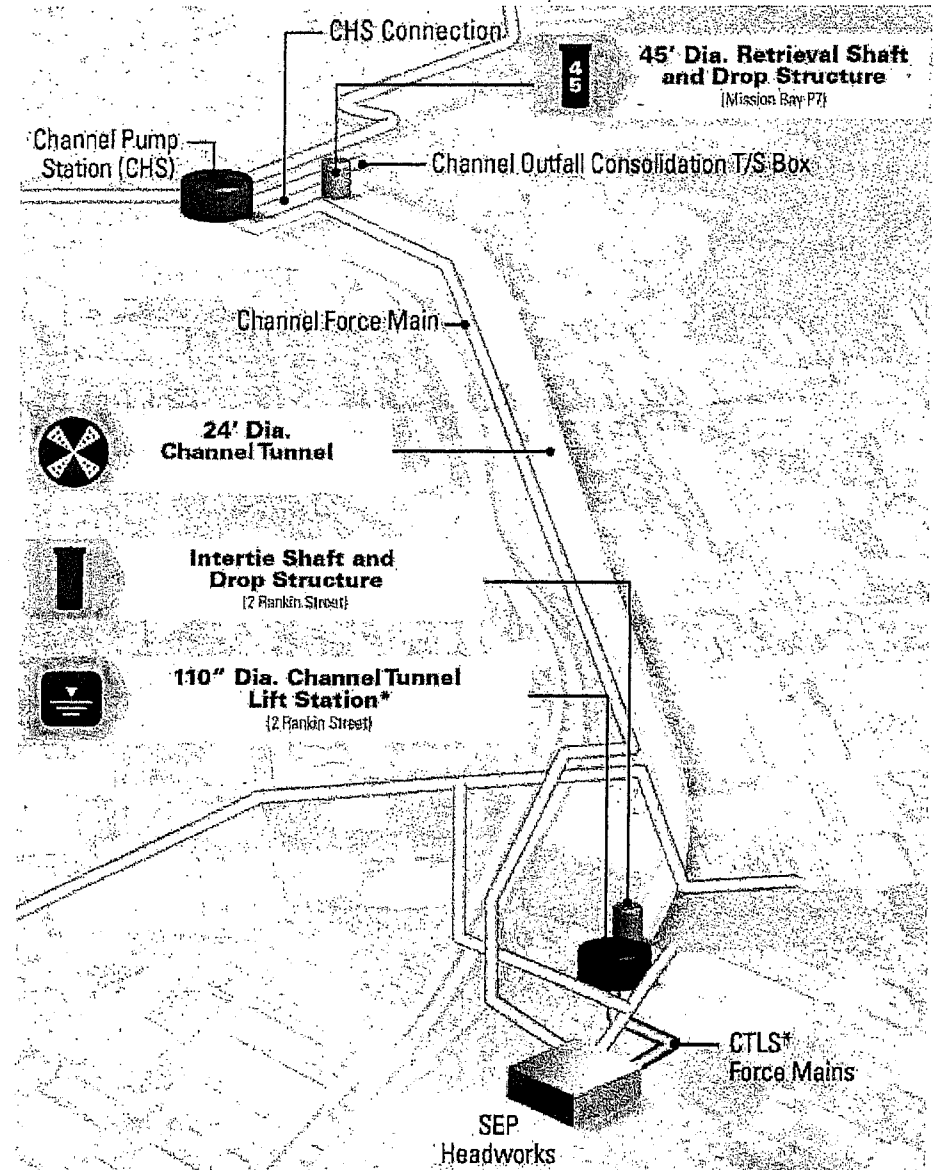 CHS Connection
45' Dia. Retrieval Shaft
and Drop Structure
(Mission Bay P7)
45
Channel Pump
Station (CHS)
Channel Outfall Consolidation T/S Box
Channel Force Main
24' Dia.
Channel Tunnel
Intertie Shaft and
Drop Structure
(2 Rankin Street)
110" Dia. Channel Tunnel
Lift Station*
(2 Rankin Street)
CTLS*
Force Mains
SEP
Headworks